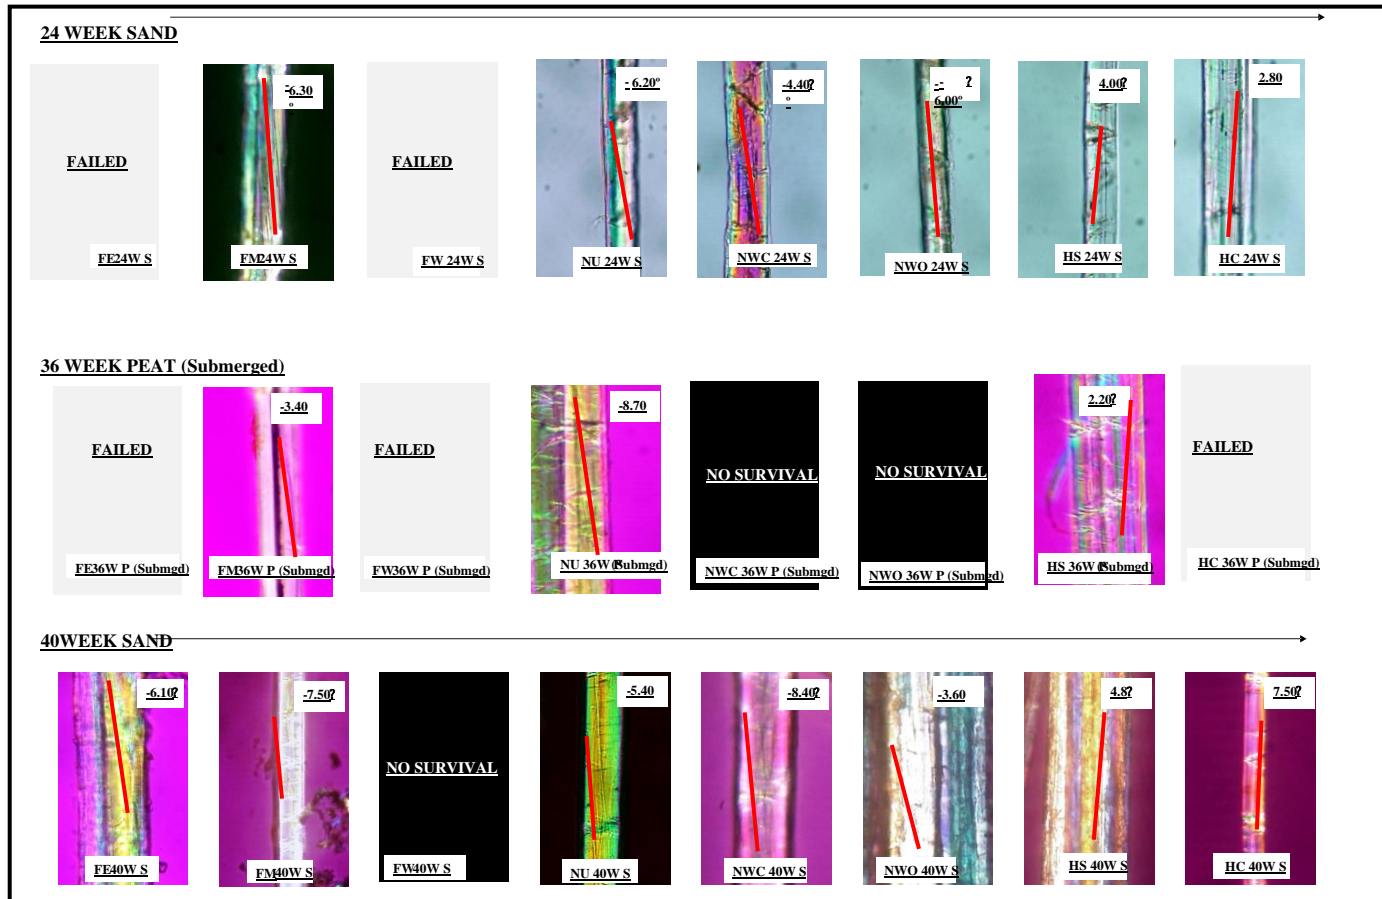 24 WEEK SAND
FAILED
FE24W S
-6.30 º
FM24W S
FAILED
FW 24W S
- 6.20º
NU 24W S
-4.40? º
NWC 24W S
-- ?
6.00º
NWO 24W S
4.00?
HS 24W S
2.80
HC 24W S
36 WEEK PEAT (Submerged)
FAILED
FE36W P (Submgd)
-3.40
FM36W P (Submgd)
FAILED
FW36W P (Submgd)
-8.70
NU 36W P (Submgd)
NO SURVIVAL
NWC 36W P (Submgd)
NO SURVIVAL
NWO 36W P (Submgd)
2.20?
HS 36W P (Submgd)
FAILED
HC 36W P (Submgd)
40WEEK SAND
-6.10?
FE40W S
-7.50?
FM40W S
NO SURVIVAL
FW40W S
-5.40
NU 40W S
-8.40?
NWC 40W S
-3.60
NWO 40W S
4.8?
HS 40W S
7.50?
HC 40W S